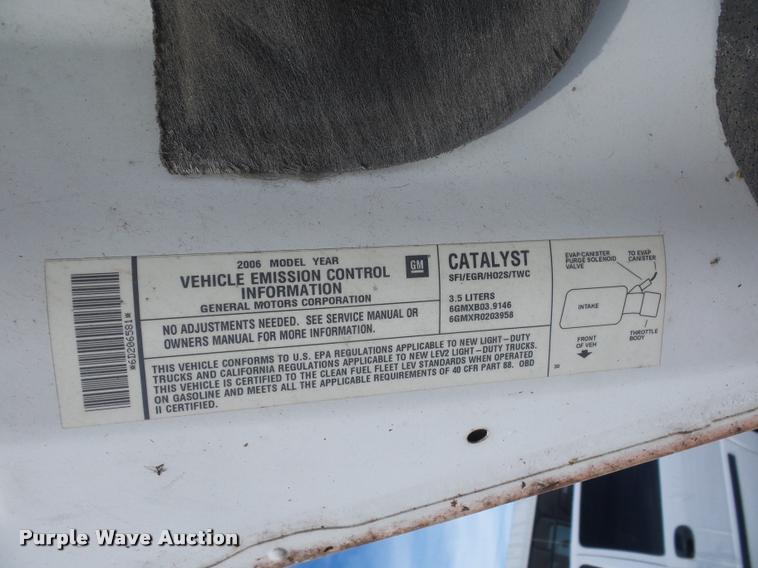 *6D206581*
2006 MODEL YEAR
VEHICLE EMISSION CONTROL
INFORMATION
GENERAL MOTORS CORPORATION
GM
NO ADJUSTMENTS NEEDED. SEE SERVICE MANUAL OR
OWNERS MANUAL FOR MORE INFORMATION.
CATALYST
SFI/EGR/HO2S/TWC
3.5 LITERS
6GMXB03.9146
6GMXR0203958
THIS VEHICLE CONFORMS TO U.S. EPA REGULATIONS APPLICABLE TO NEW LIGHT-DUTY
TRUCKS AND CALIFORNIA REGULATIONS APPLICABLE TO NEW LEV2 LIGHT-DUTY TRUCKS.
THIS VEHICLE IS CERTIFIED TO THE CLEAN FUEL FLEET LEV STANDARDS WHEN OPERATED
ON GASOLINE AND MEETS ALL THE APPLICABLE REQUIREMENTS OF 40 CFR PART 88. OBD
II CERTIFIED.
EVAP CANISTER
PURGE SOLENOID
VALVE
TO EVAP
CANISTER
INTAKE
FRONT
OF VEH
THROTTLE
BODY
Purple Wave Auction